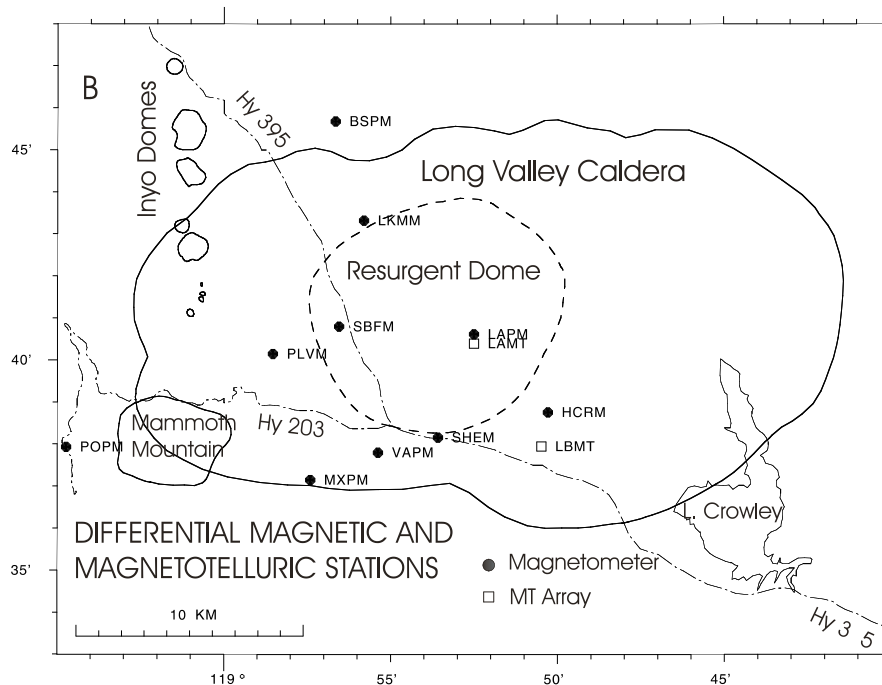 B
Inyo Domes
Hy 395
BSPM
45'
Long Valley Caldera
LKMM
Resurgent Dome
SBFM
LAPM
LAMT
40'
PLVM
HCRM
Mammoth
Mountain
Hy 203
SHEM
POPM
VAPM
LBMT
MXPM
L. Crowley
DIFFERENTIAL MAGNETIC AND
MAGNETOTELLURIC STATIONS
Magnetometer
35'
MT Array
10 KM
Hy 3 5
119 °
55'
50'
45'